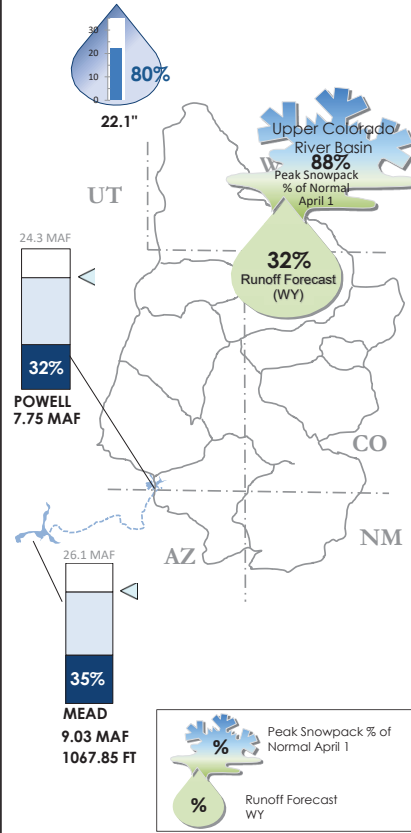 30
20
10
0
80%
22.1"
UT
W
Upper Colorado
River Basin
88%
Peak Snowpack
% of Normal
April 1
32%
Runoff Forecast
(WY)
24.3 MAF
32%
POWELL
7.75 MAF
CO
AZ
NM
26.1 MAF
35%
MEAD
9.03 MAF
1067.85 FT
%
Peak Snowpack % of
Normal April 1
%
Runoff Forecast
WY